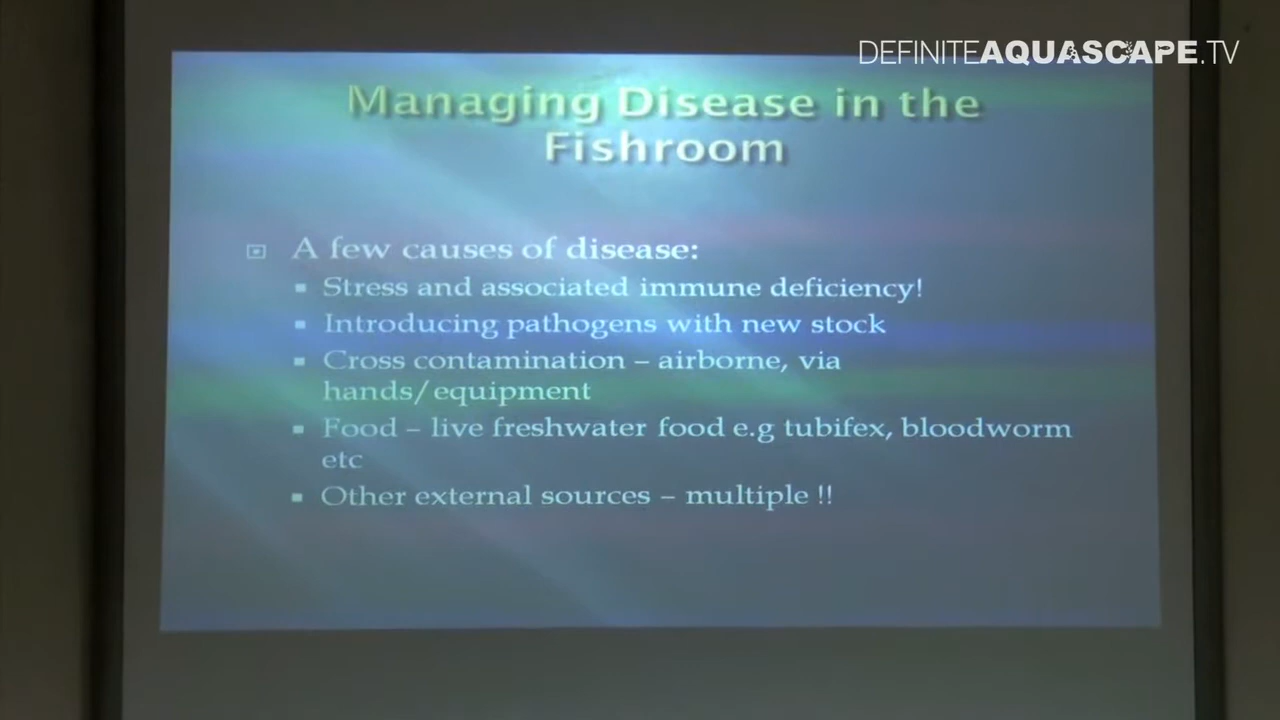 DEFINITEAQUASCAPE.TV
Managing Disease in the
Fishroom
A few causes of disease:
Stress and associated immune deficiency!
Introducing pathogens with new stock
Cross contamination – airborne, via
hands/equipment
Food – live freshwater food e.g tubifex, bloodworm
etc
Other external sources – multiple !!